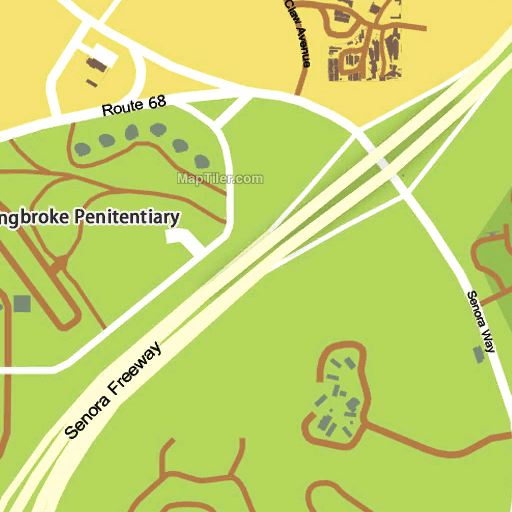 Claw Avenue
Route 68
MapTiler.com
ngbroke Penitentiary
Senora Way
Senora Freeway